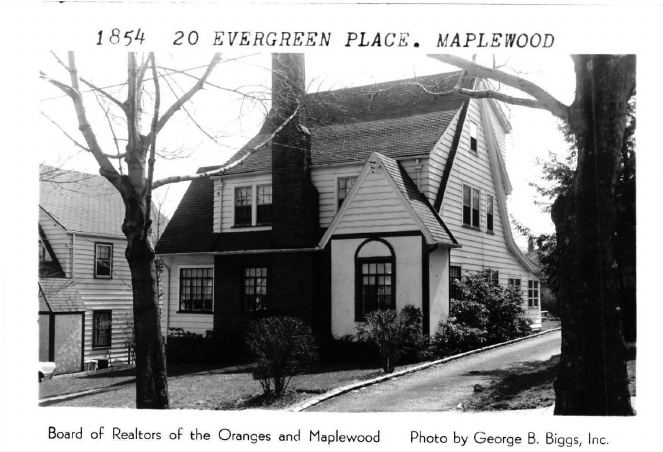 1854 20 EVERGREEN PLACE. MAPLEWOOD
Board of Realtors of the Oranges and Maplewood Photo by George B. Biggs, Inc.